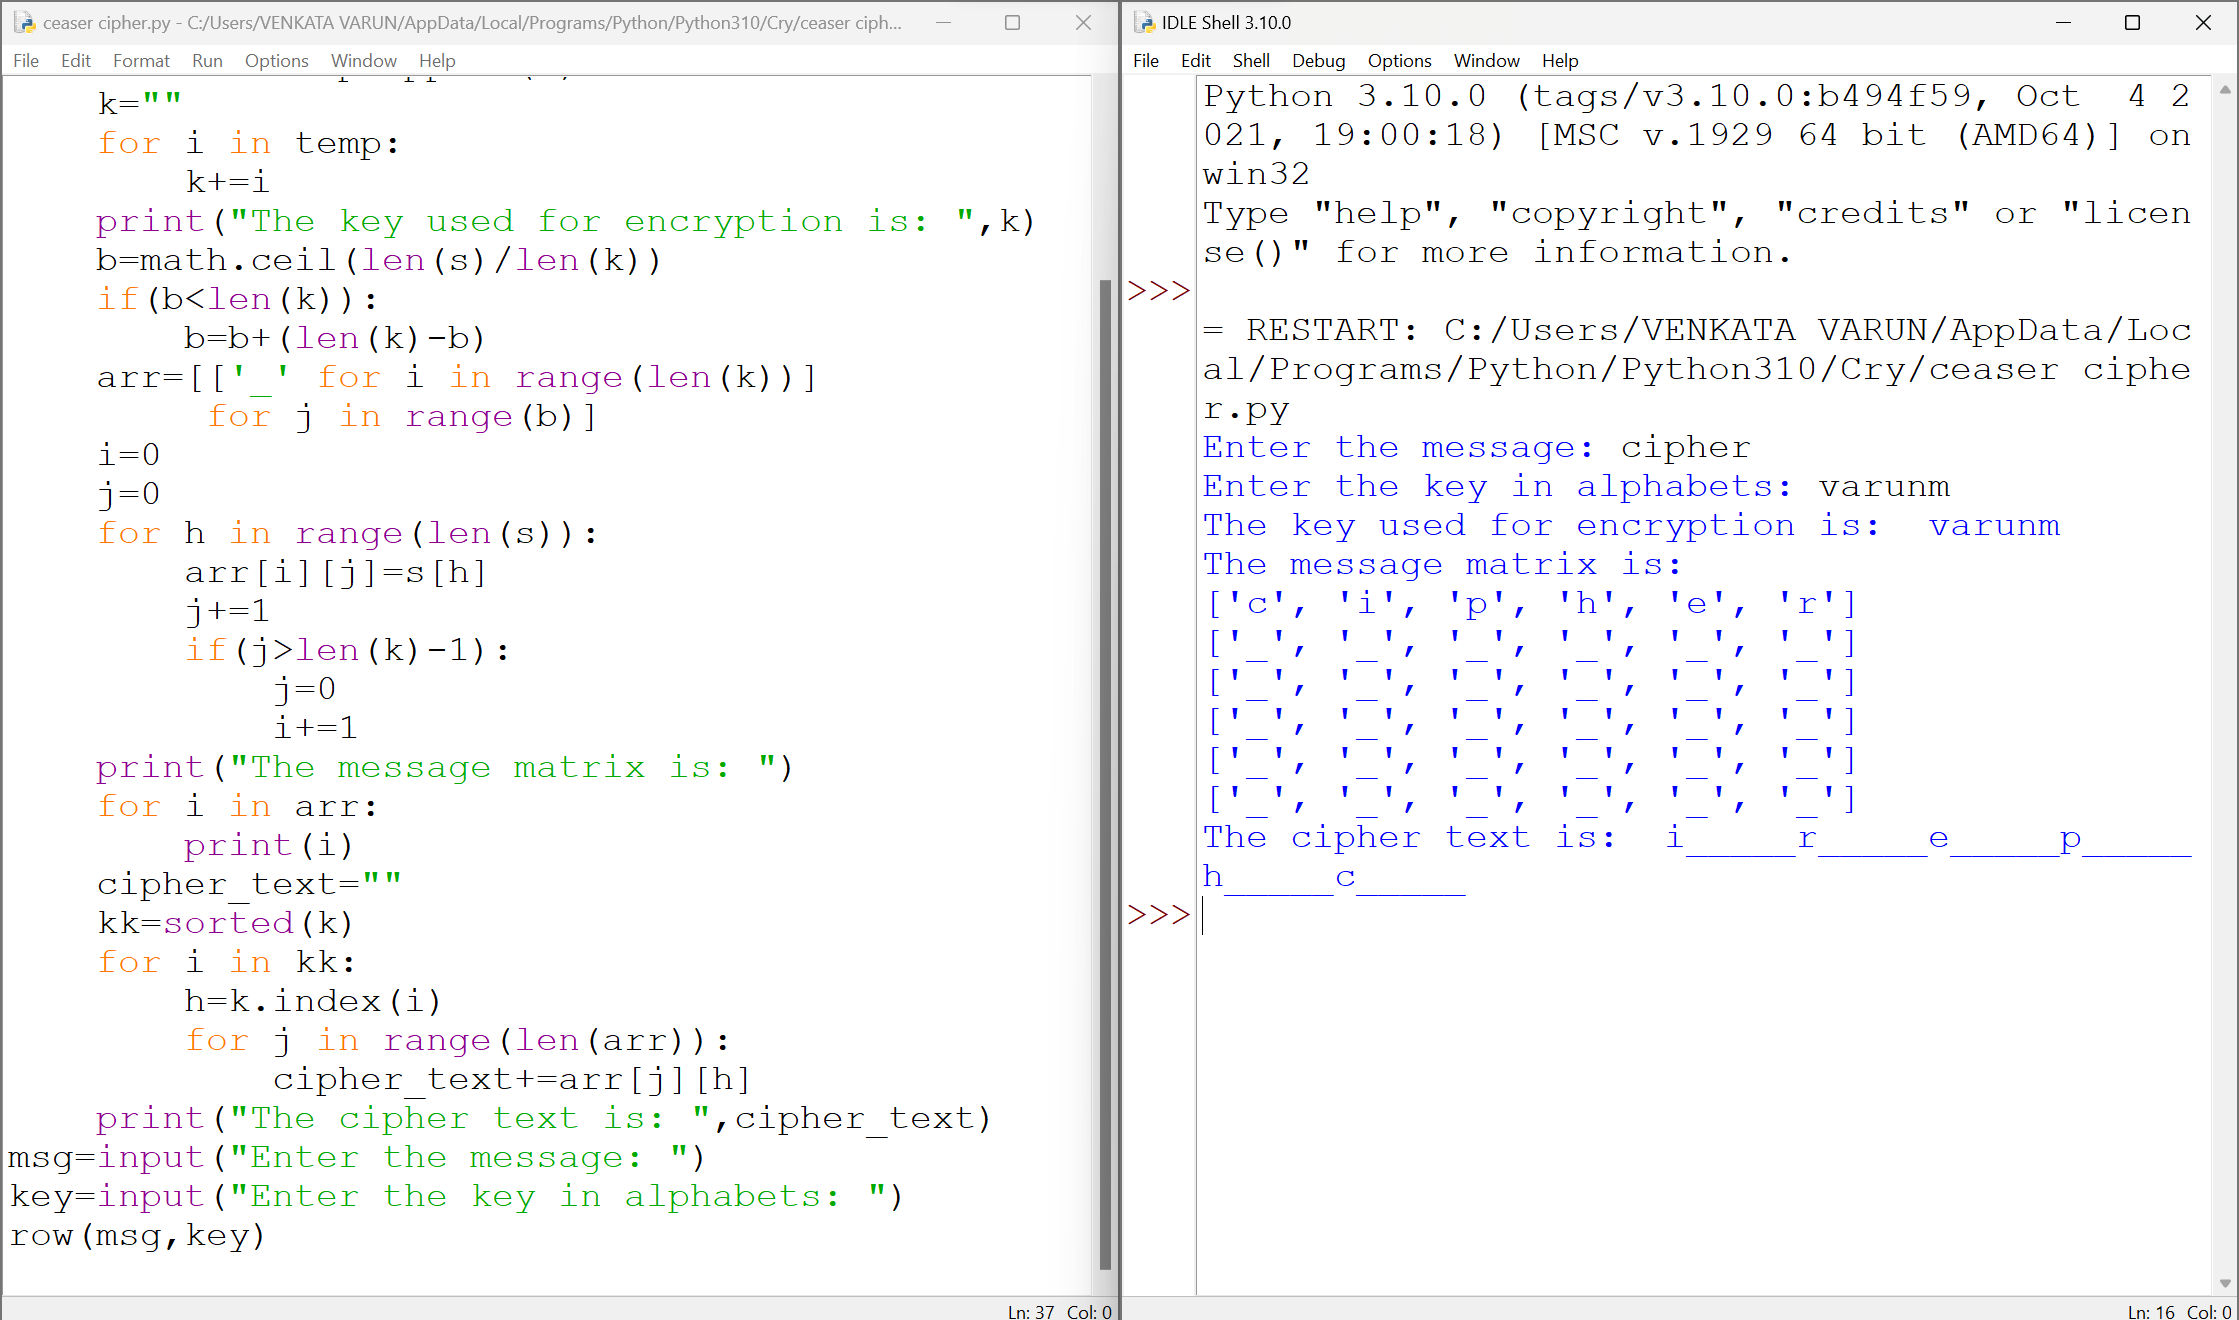 ceaser cipher.py - C:/Users/VENKATA VARUN/AppData/Local/Programs/Python/Python310/Cry/ceaser ciph...
File Edit Format Run Options Window Help
    k=""
    for i in temp:
        k+=i
    print("The key used for encryption is: ",k)
    b=math.ceil(len(s)/len(k))
    if(b<len(k)):
        b=b+(len(k)-b)
    arr=[['_' for i in range(len(k))]
         for j in range(b)]
    i=0
    j=0
    for h in range(len(s)):
        arr[i][j]=s[h]
        j+=1
        if(j>len(k)-1):
            j=0
            i+=1
    print("The message matrix is: ")
    for i in arr:
        print(i)
    cipher_text=""
    kk=sorted(k)
    for i in kk:
        h=k.index(i)
        for j in range(len(arr)):
            cipher_text+=arr[j][h]
    print("The cipher text is: ",cipher_text)
msg=input("Enter the message: ")
key=input("Enter the key in alphabets: ")
row(msg,key)
Ln: 37 Col: 0
IDLE Shell 3.10.0
File Edit Shell Debug Options Window Help
Python 3.10.0 (tags/v3.10.0:b494f59, Oct  4 2
021, 19:00:18) [MSC v.1929 64 bit (AMD64)] on
win32
Type "help", "copyright", "credits" or "licen
se()" for more information.
>>>
= RESTART: C:/Users/VENKATA VARUN/AppData/Loc
al/Programs/Python/Python310/Cry/ceaser ciphe
r.py
Enter the message: cipher
Enter the key in alphabets: varunm
The key used for encryption is:  varunm
The message matrix is:
['c', 'i', 'p', 'h', 'e', 'r']
['_', '_', '_', '_', '_', '_']
['_', '_', '_', '_', '_', '_']
['_', '_', '_', '_', '_', '_']
['_', '_', '_', '_', '_', '_']
['_', '_', '_', '_', '_', '_']
The cipher text is:  i_____r_____e_____p_____
h_____c_____
>>>
Ln: 16 Col: 0